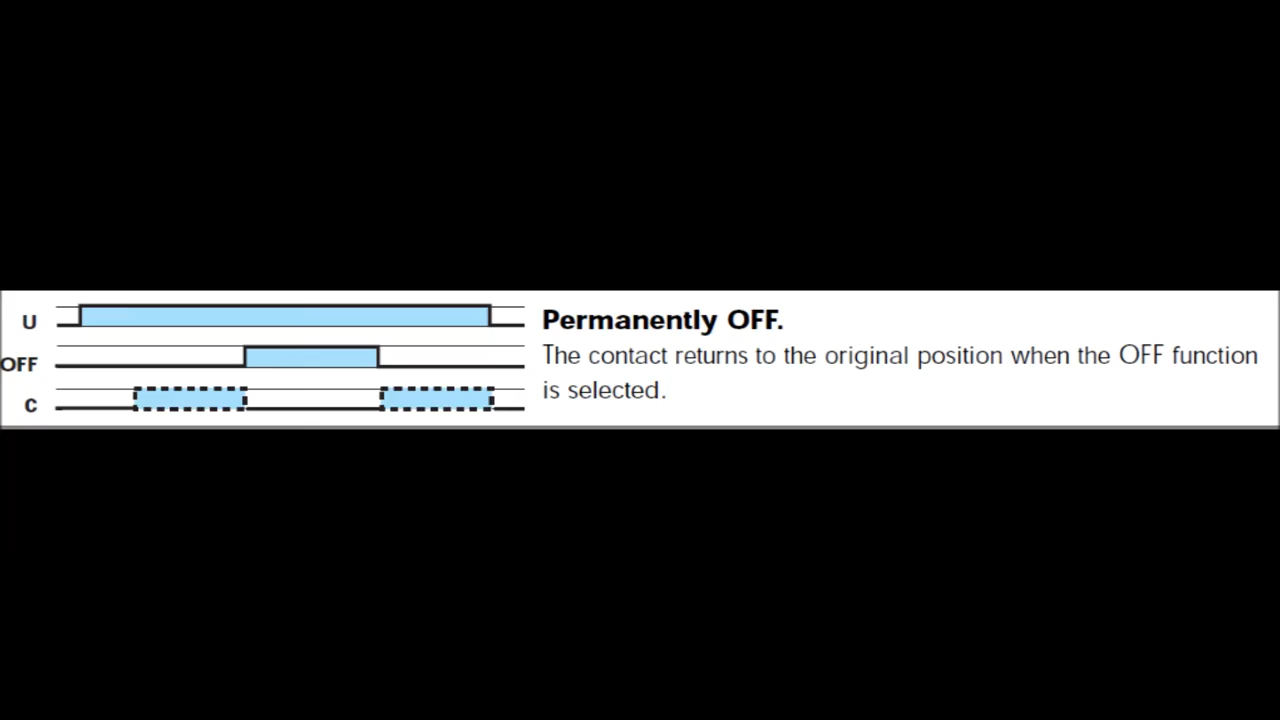 U
OFF
C
Permanently OFF.
The contact returns to the original position when the OFF function
is selected.